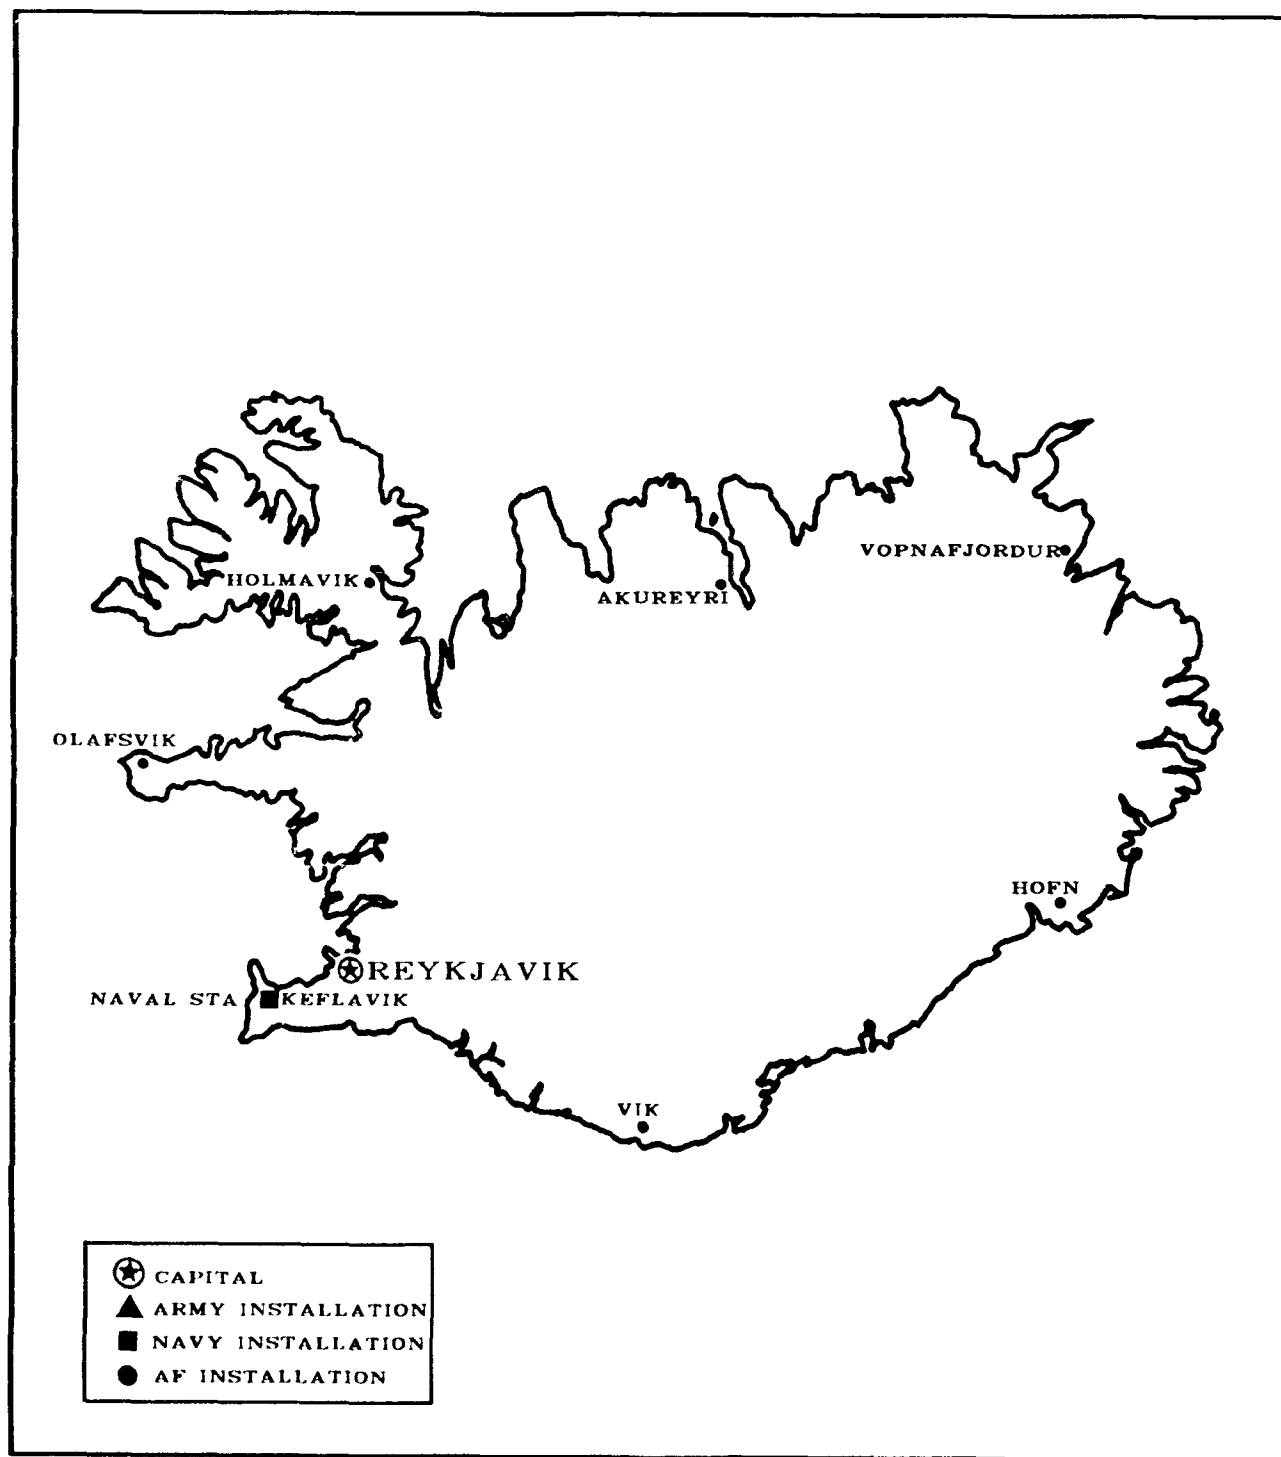 VOPNAFJORDUR
HOLMAVIK
AKUREYRI
OLAFSVIK
HOFN
REYKJAVIK
NAVAL STA KEFLAVIK
VIK
CAPITAL
ARMY INSTALLATION
NAVY INSTALLATION
AF INSTALLATION